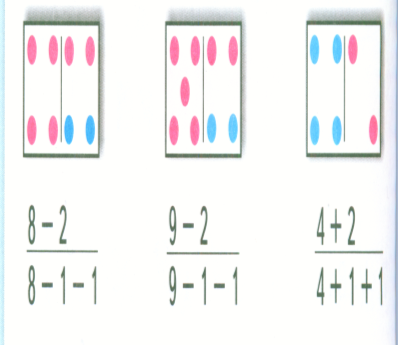 8 − 2
8 − 1 − 1
9 − 2
9 − 1 − 1
4 + 2
4 + 1 + 1